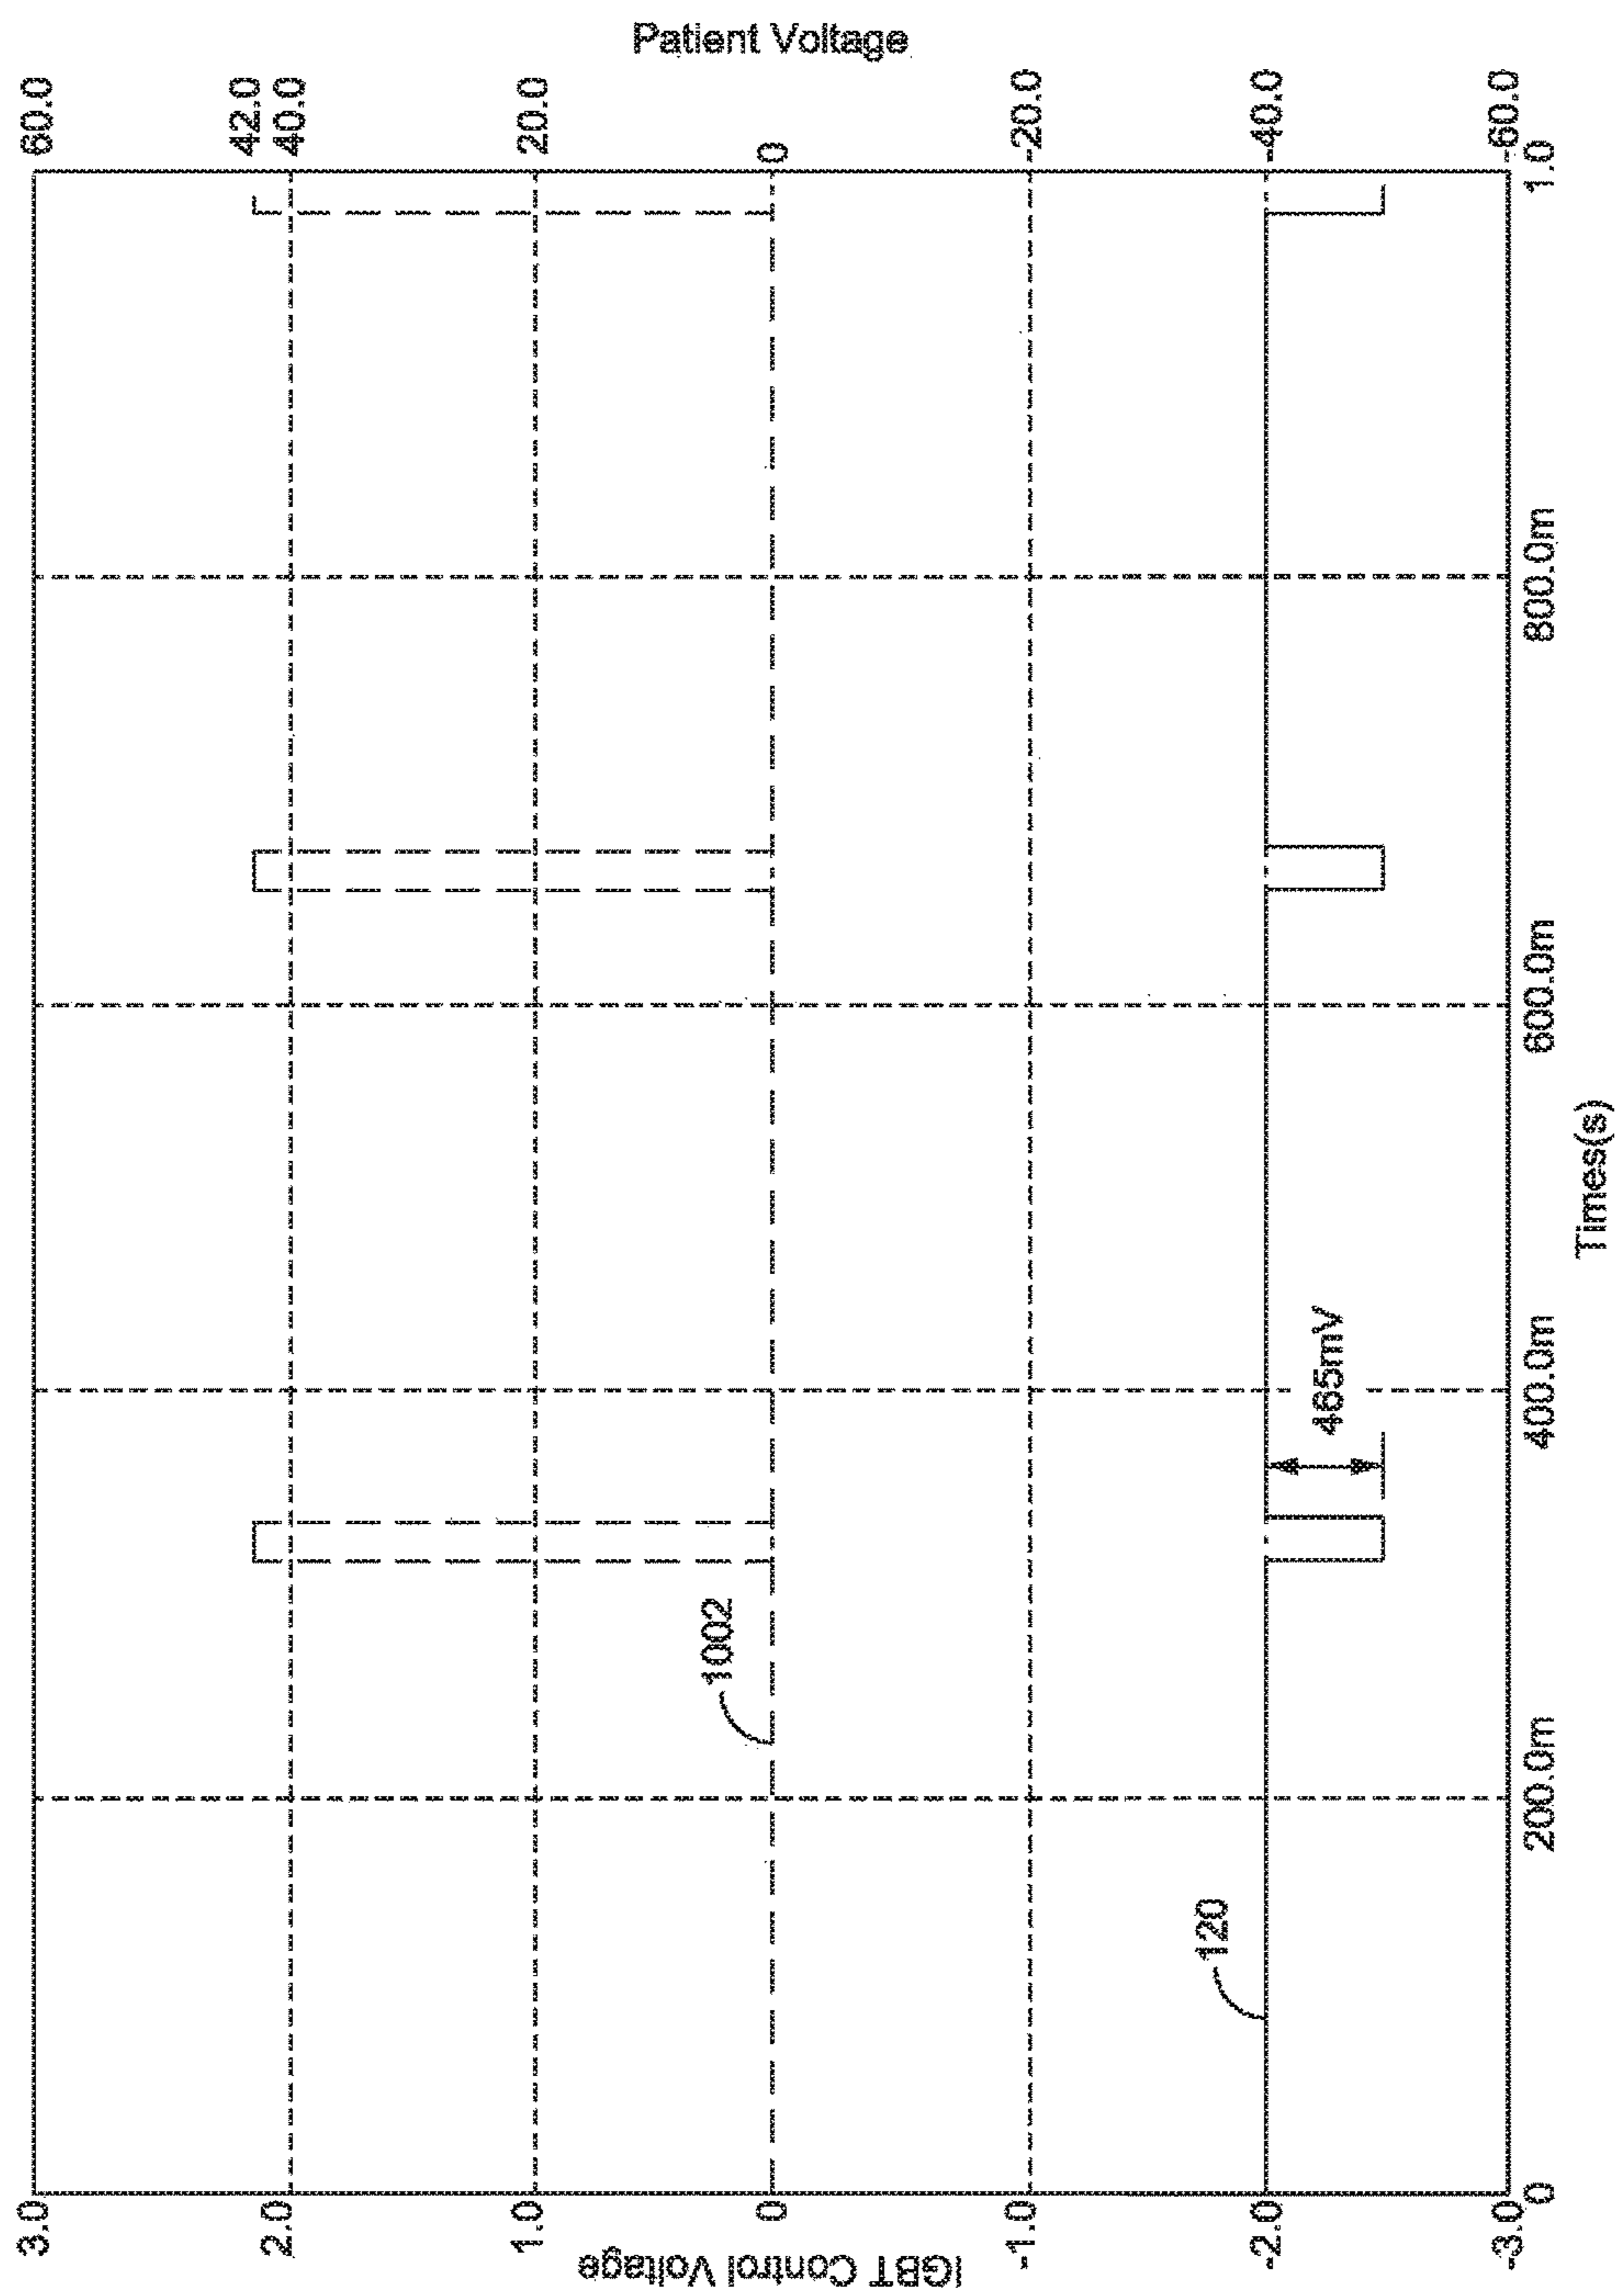 Patient Voltage
60.0
42.0
40.0
20.0
0
-20.0
-40.0
-60.0
3.0
2.0
1.0
0
-1.0
-2.0
-3.0
IGBT Control Voltage
1002
120
465mV
0
200.0m
400.0m
600.0m
800.0m
1.0
Times(s)